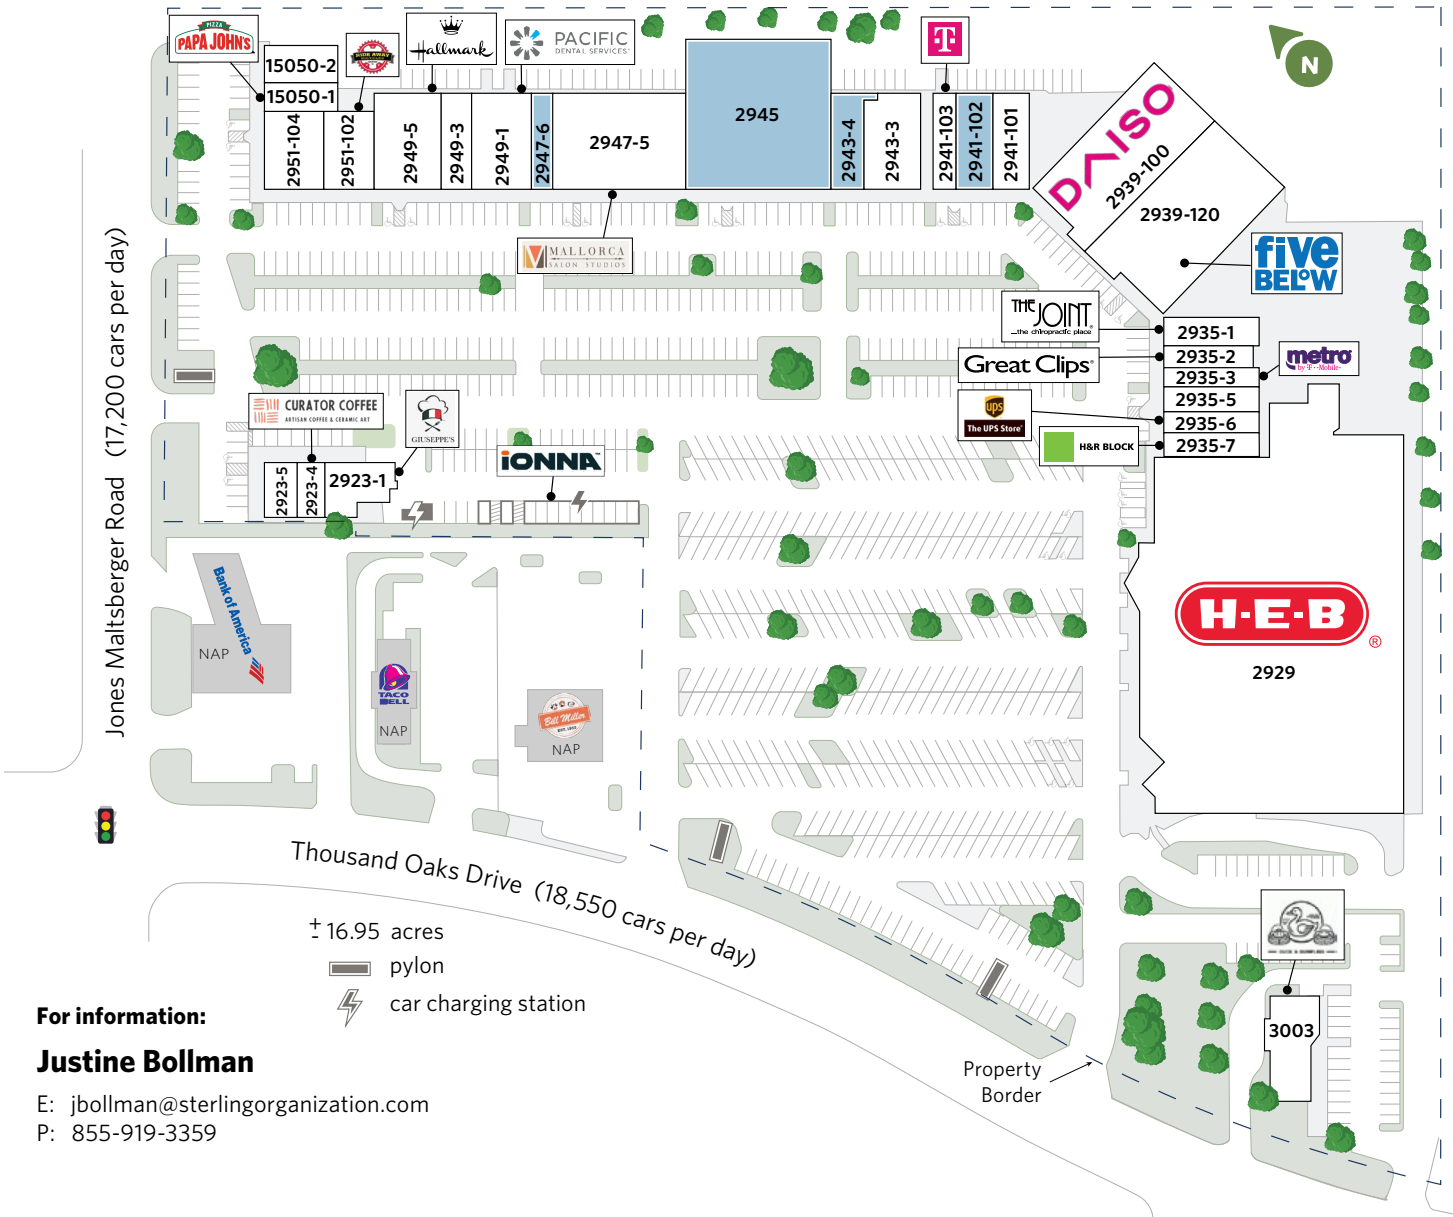 PIZZA
PAPA JOHN'S
15050-2
15050-1
Hallmark
PACIFIC
DENTAL SERVICES
T
N
2951-104
2951-102
2949-5
2949-3
2949-1
2947-6
2947-5
2945
2943-4
2943-3
2941-103
2941-102
2941-101
DAISO
2939-100
2939-120
MALLORCA
SALON STUDIOS
five
BELOW
THE JOINT
...the chiropractic place
Great Clips
2935-1
2935-2
2935-3
2935-5
2935-6
2935-7
metro
by T-Mobile
ups
The UPS Store
H&R BLOCK
CURATOR COFFEE
ARTISAN COFFEE & CERAMIC ART
GIUSEPPE'S
iONNA
2923-5
2923-4
2923-1
Jones Maltsberger Road (17,200 cars per day)
Bank of America
NAP
TACO
BELL
NAP
Bill Miller
NAP
H-E-B
®
2929
Thousand Oaks Drive (18,550 cars per day)
± 16.95 acres
pylon
car charging station
3003
Property
Border
For information:
Justine Bollman
E: jbollman@sterlingorganization.com
P: 855-919-3359